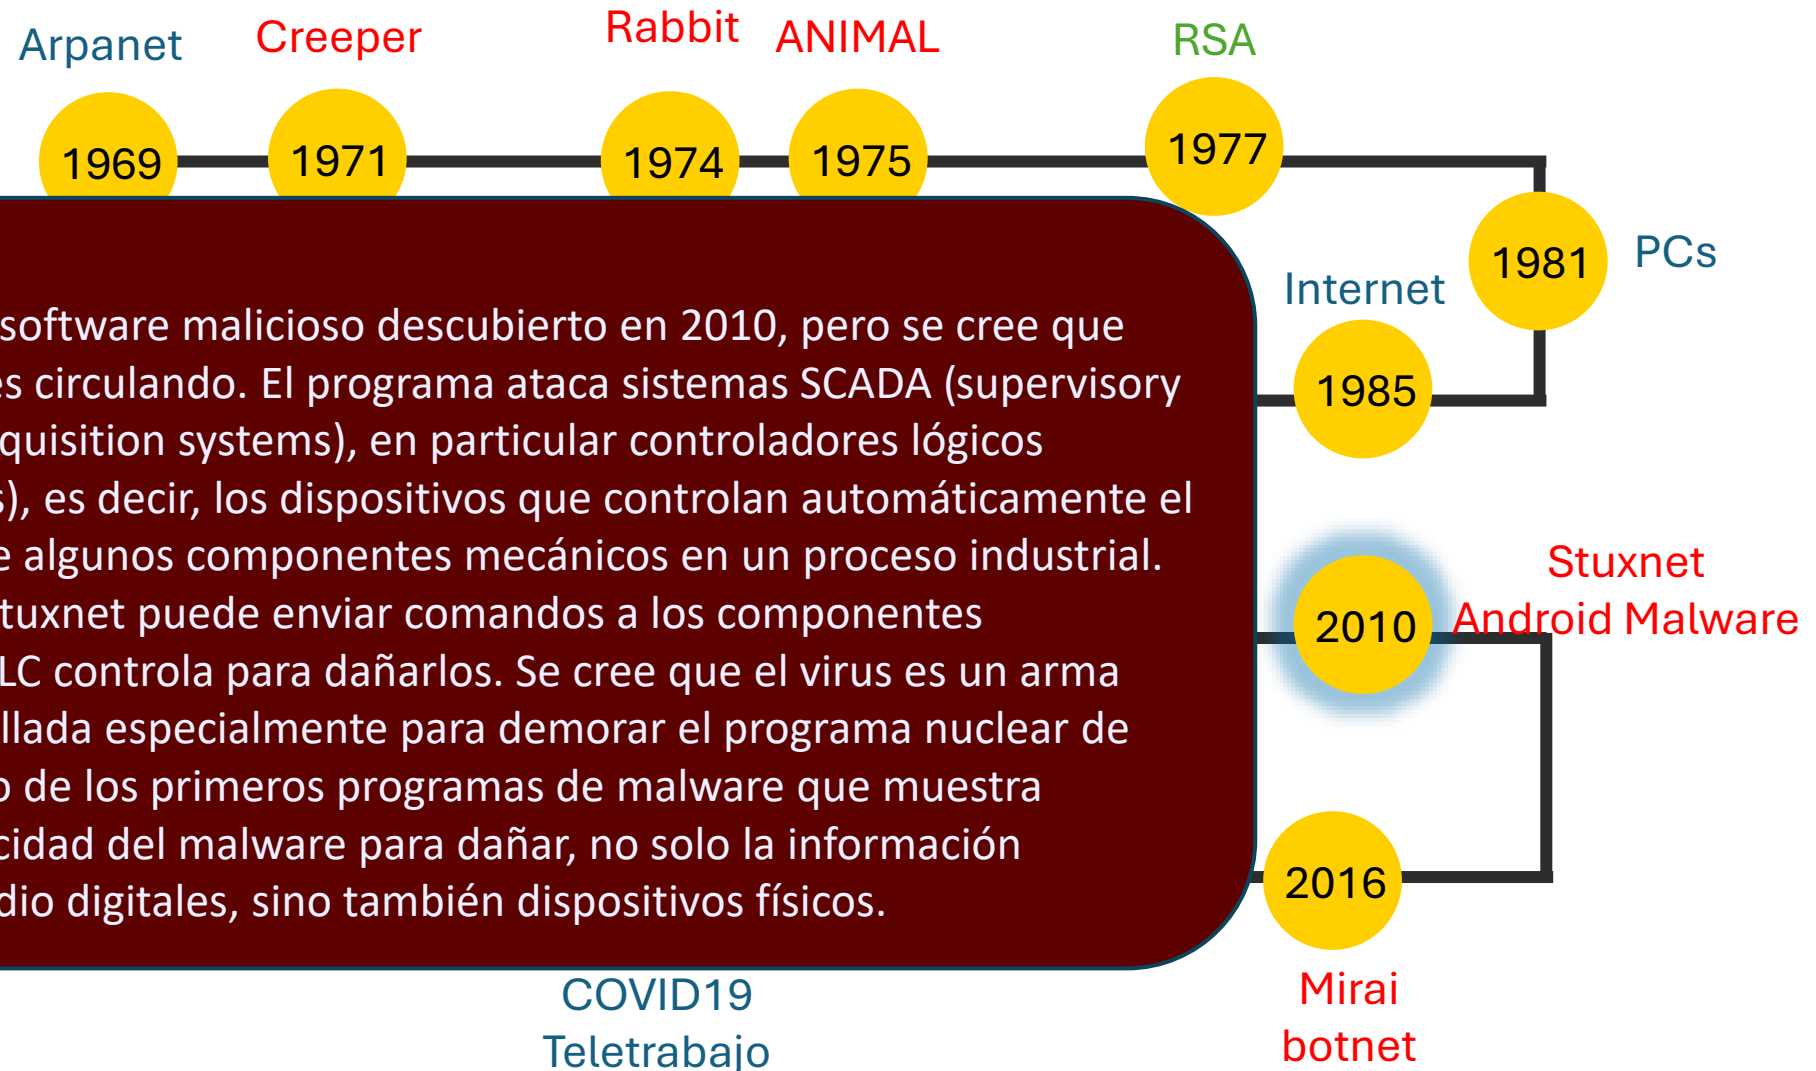 Arpanet
Creeper
Rabbit
ANIMAL
RSA
1969
1971
1974
1975
1977
1981
PCs
Internet
1985
software malicioso descubierto en 2010, pero se cree que
es circulando. El programa ataca sistemas SCADA (supervisory
quisition systems), en particular controladores lógicos
s), es decir, los dispositivos que controlan automáticamente el
e algunos componentes mecánicos en un proceso industrial.
tuxnet puede enviar comandos a los componentes
LC controla para dañarlos. Se cree que el virus es un arma
llada especialmente para demorar el programa nuclear de
o de los primeros programas de malware que muestra
cidad del malware para dañar, no solo la información
dio digitales, sino también dispositivos físicos.
2010
Stuxnet
Android Malware
2016
Mirai
botnet
COVID19
Teletrabajo